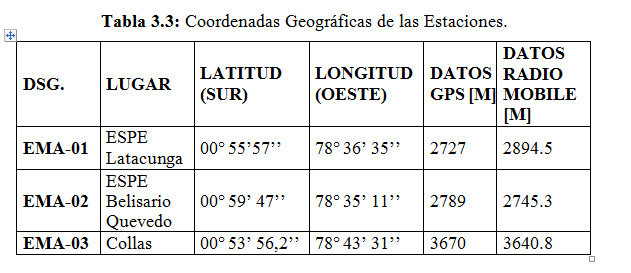 Tabla 3.3: Coordenadas Geográficas de las Estaciones.
DSG. LUGAR LATITUD (SUR) LONGITUD (OESTE) DATOS GPS [M] DATOS RADIO MOBILE [M]
EMA-01 ESPE Latacunga 00° 55’57’’ 78° 36’ 35’’ 2727 2894.5
EMA-02 ESPE Belisario Quevedo 00° 59’ 47’’ 78° 35’ 11’’ 2789 2745.3
EMA-03 Collas 00° 53’ 56,2’’ 78° 43’ 31’’ 3670 3640.8